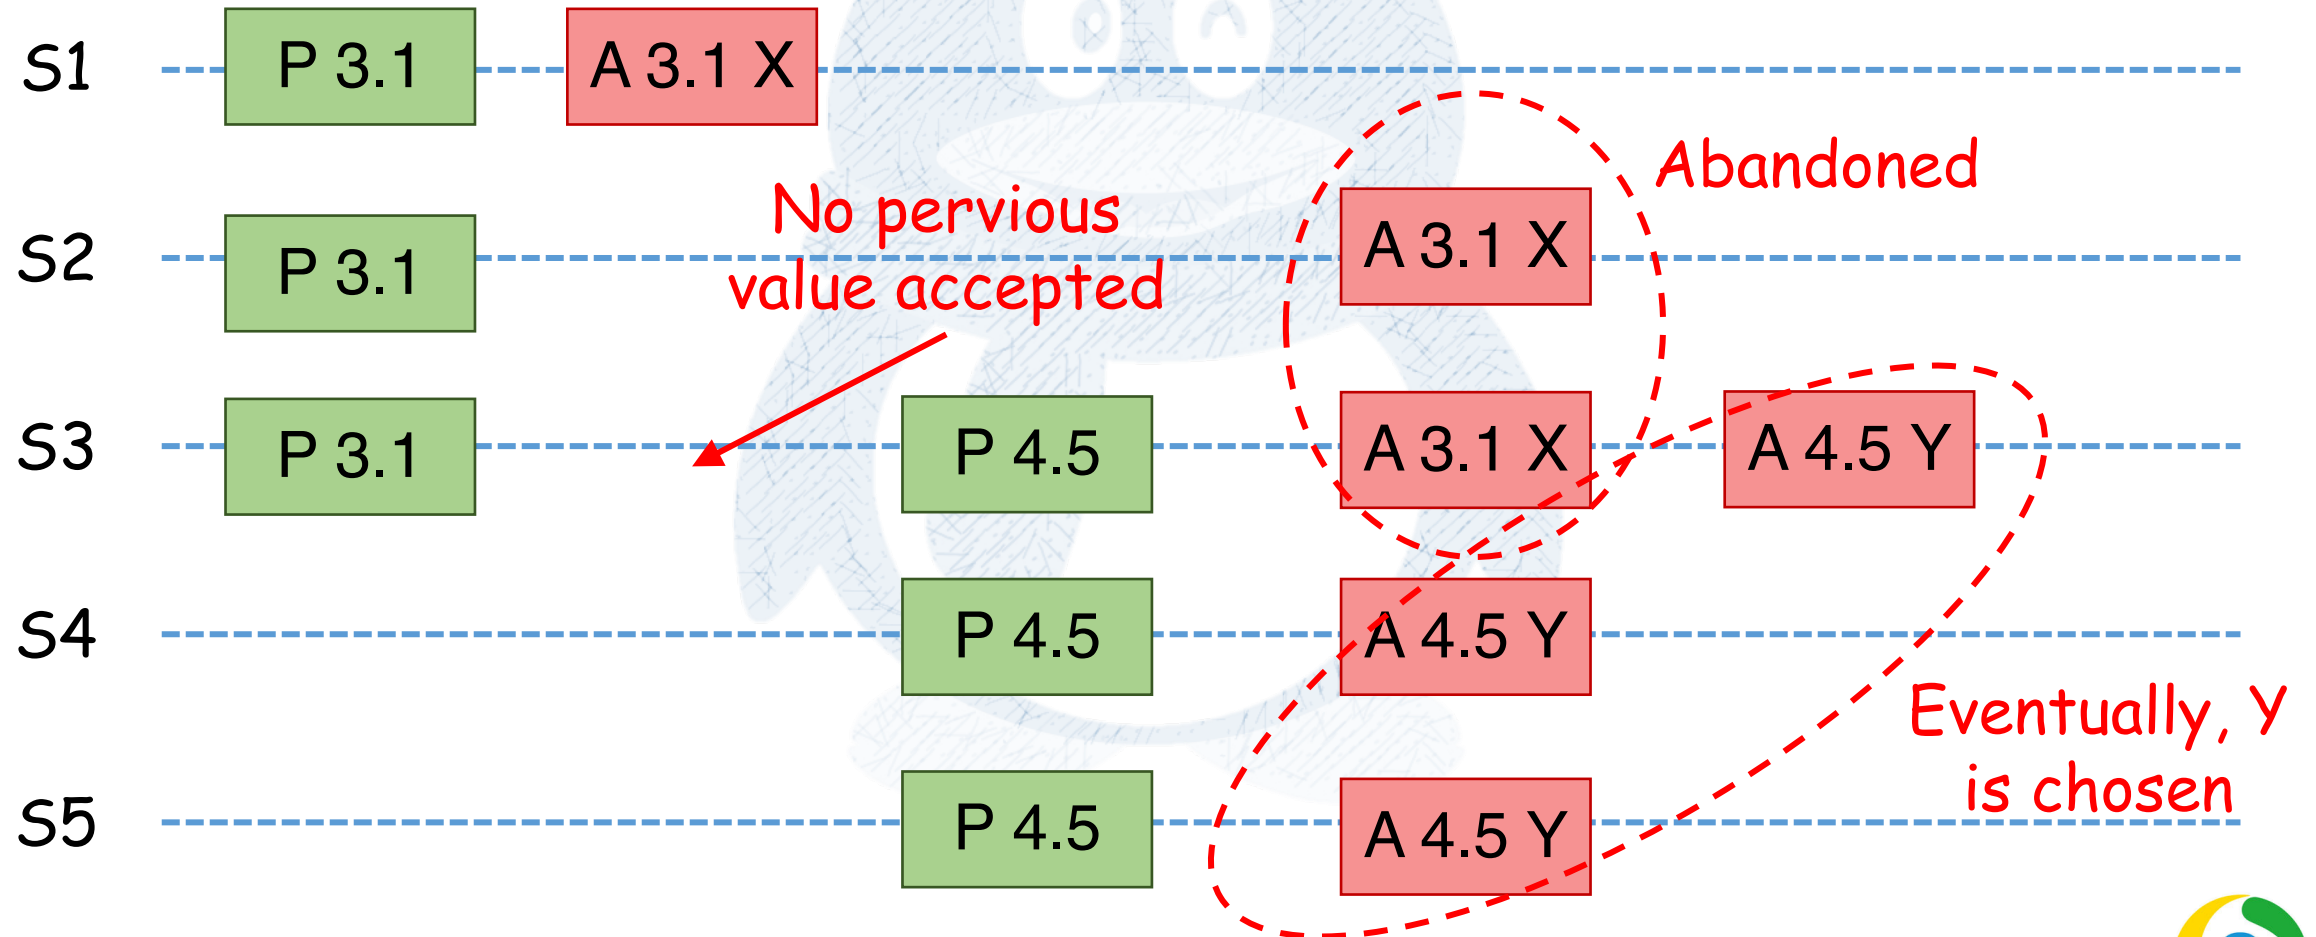 S1 P 3.1 A 3.1 X
Abandoned
No pervious
value accepted
S2 P 3.1 A 3.1 X
S3 P 3.1 P 4.5 A 3.1 X A 4.5 Y
S4 P 4.5 A 4.5 Y
Eventually, Y
is chosen
S5 P 4.5 A 4.5 Y